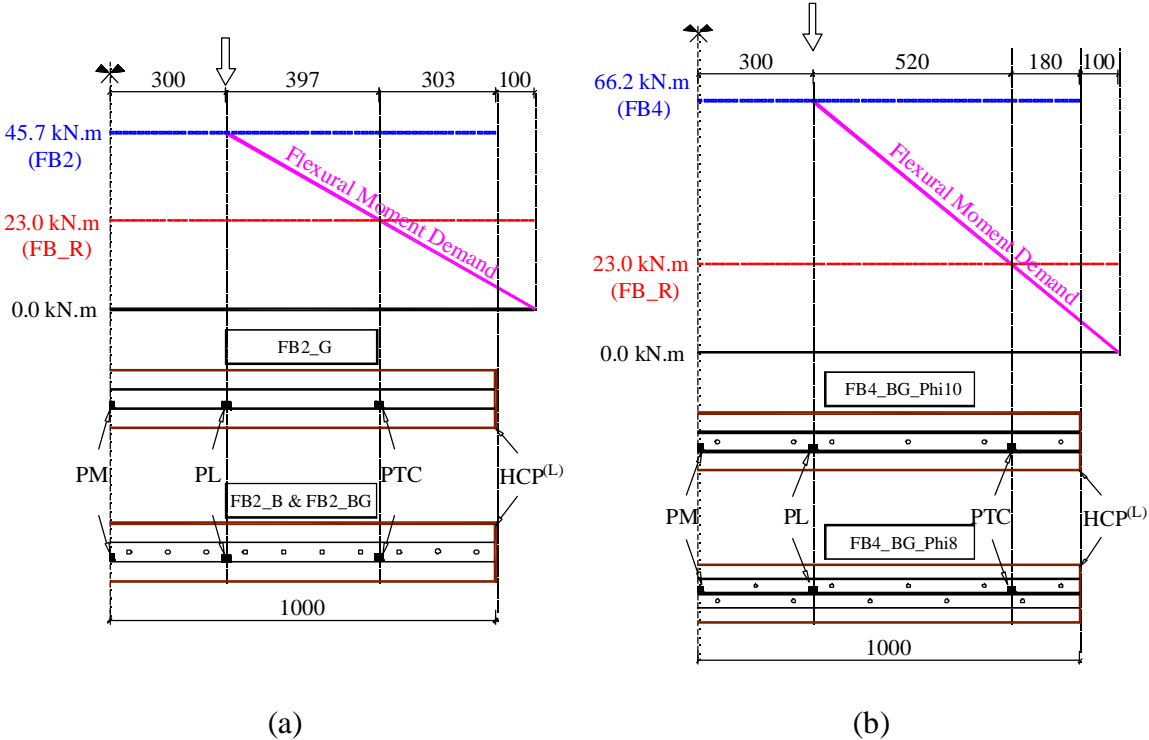 300
397
303
100
45.7 kN.m
(FB2)
Flexural Moment Demand
23.0 kN.m
(FB_R)
0.0 kN.m
FB2_G
PM
PL
PTC
HCP(L)
FB2_B & FB2_BG
1000
(a)
300
520
180
100
66.2 kN.m
(FB4)
Flexural Moment Demand
23.0 kN.m
(FB_R)
0.0 kN.m
FB4_BG_Phi10
PM
PL
PTC
HCP(L)
FB4_BG_Phi8
1000
(b)